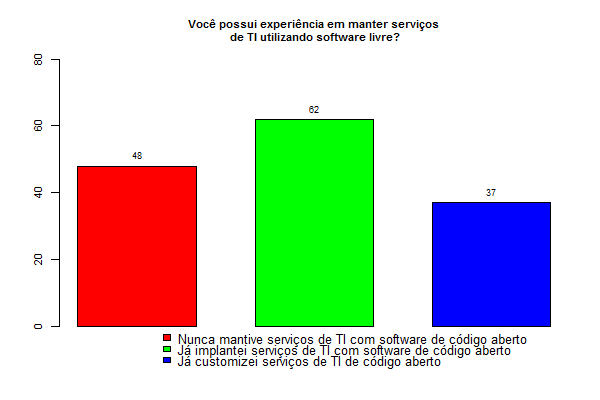 Você possui experiência em manter serviços
de TI utilizando software livre?
80
60
40
20
0
48
62
37
Nunca mantive serviços de TI com software de código aberto
Já implantei serviços de TI com software de código aberto
Já customizei serviços de TI de código aberto